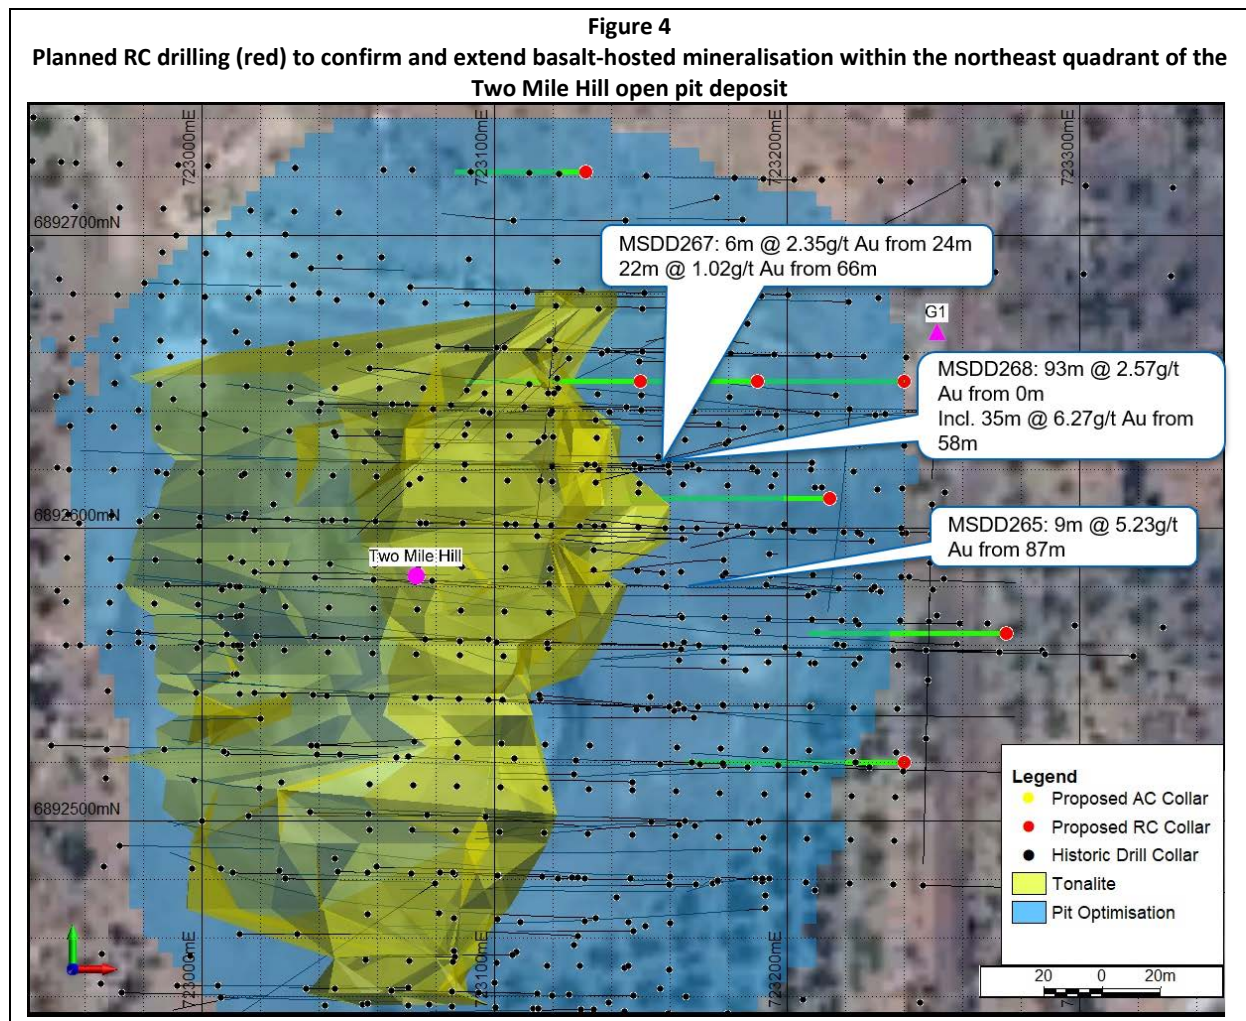 Figure 4
Planned RC drilling (red) to confirm and extend basalt-hosted mineralisation within the northeast quadrant of the
Two Mile Hill open pit deposit
723000mE
723100mE
723200mE
723300mE
6892700mN
MSDD267: 6m @ 2.35g/t Au from 24m
22m @ 1.02g/t Au from 66m
G1
MSDD268: 93m @ 2.57g/t
Au from 0m
Incl. 35m @ 6.27g/t Au from
58m
6892600mN
MSDD265: 9m @ 5.23g/t
Au from 87m
Two Mile Hill
6892500mN
Legend
Proposed AC Collar
Proposed RC Collar
Historic Drill Collar
Tonalite
Pit Optimisation
723000mE
723100mE
723200mE
20 0 20m